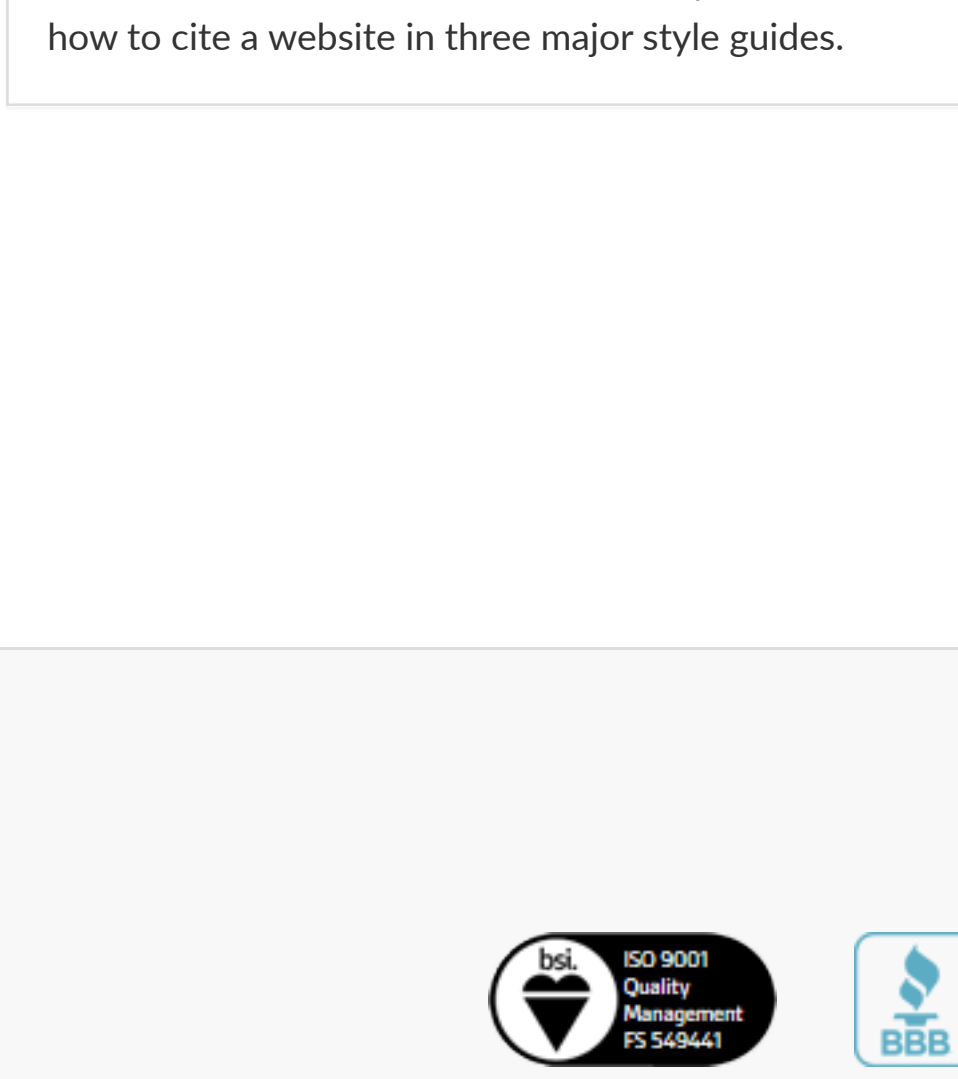 how to cite a website in three major style guides.
bsi.
ISO 9001
Quality
Management
FS 549441
BBB